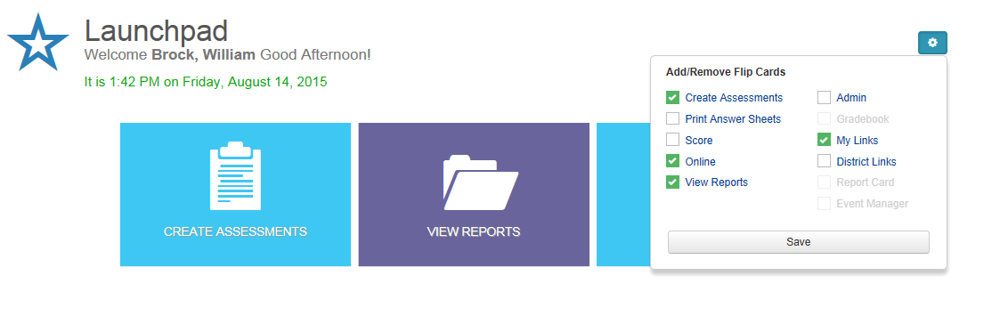 Launchpad
Welcome Brock, William Good Afternoon!
It is 1:42 PM on Friday, August 14, 2015
CREATE ASSESSMENTS
VIEW REPORTS
Add/Remove Flip Cards
Create Assessments
Print Answer Sheets
Score
Online
View Reports
Admin
Gradebook
My Links
District Links
Report Card
Event Manager
Save